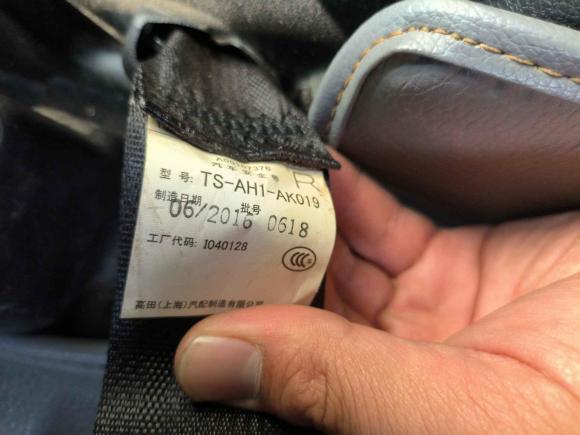 汽车安全带
R
型号: TS-AH1-AK019
制造日期 批号
06/2016 0618
工厂代码: I040128
CCC
高田(上海)汽配制造有限公司